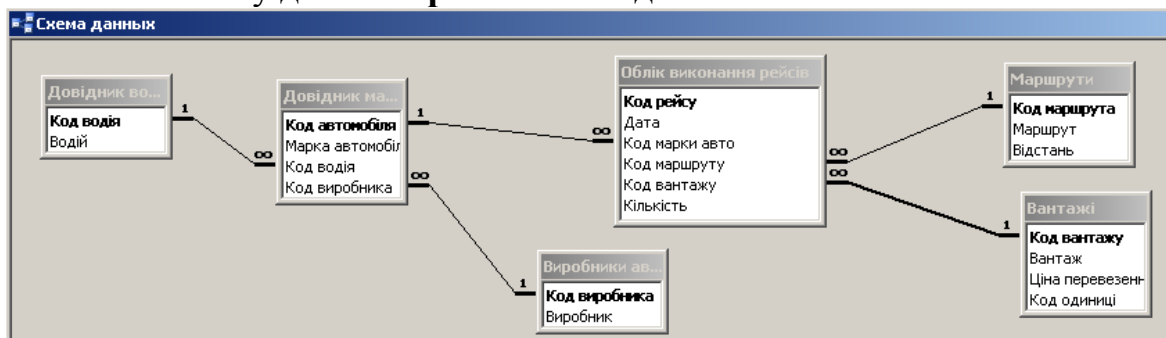 Схема данных
Довідник во...
Код водія
Водій
Довідник ма...
Код автомобіля
Марка автомобіл
Код водія
Код виробника
Облік виконання рейсів
Код рейсу
Дата
Код марки авто
Код маршруту
Код вантажу
Кількість
Маршрути
Код маршрута
Маршрут
Відстань
Виробники ав...
Код виробника
Виробник
Вантажі
Код вантажу
Вантаж
Ціна перевезенн
Код одиниці
1
∞
1
∞
∞
1
∞
1
∞
1